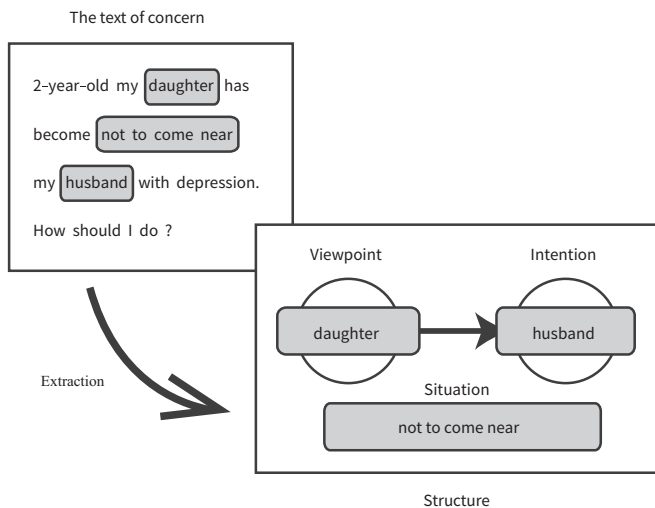 The text of concern
2-year-old my daughter has
become not to come near
my husband with depression.
How should I do ?
Viewpoint
Intention
daughter
husband
Situation
not to come near
Extraction
Structure